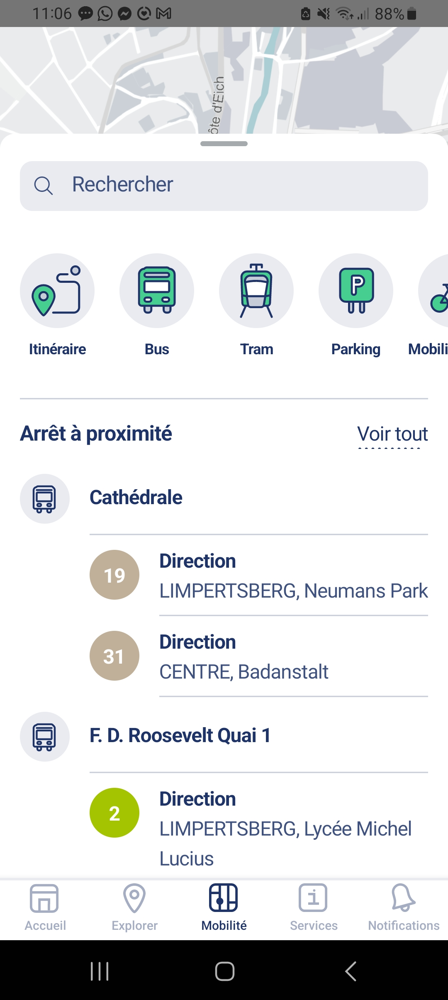 11:06
88%
ôte d'Eich
Rechercher
P
Itinéraire Bus Tram Parking Mobili
Arrêt à proximité Voir tout
Cathédrale
19 Direction
LIMPERTSBERG, Neumans Park
31 Direction
CENTRE, Badanstalt
F. D. Roosevelt Quai 1
2 Direction
LIMPERTSBERG, Lycée Michel
Lucius
Accueil Explorer Mobilité Services Notifications